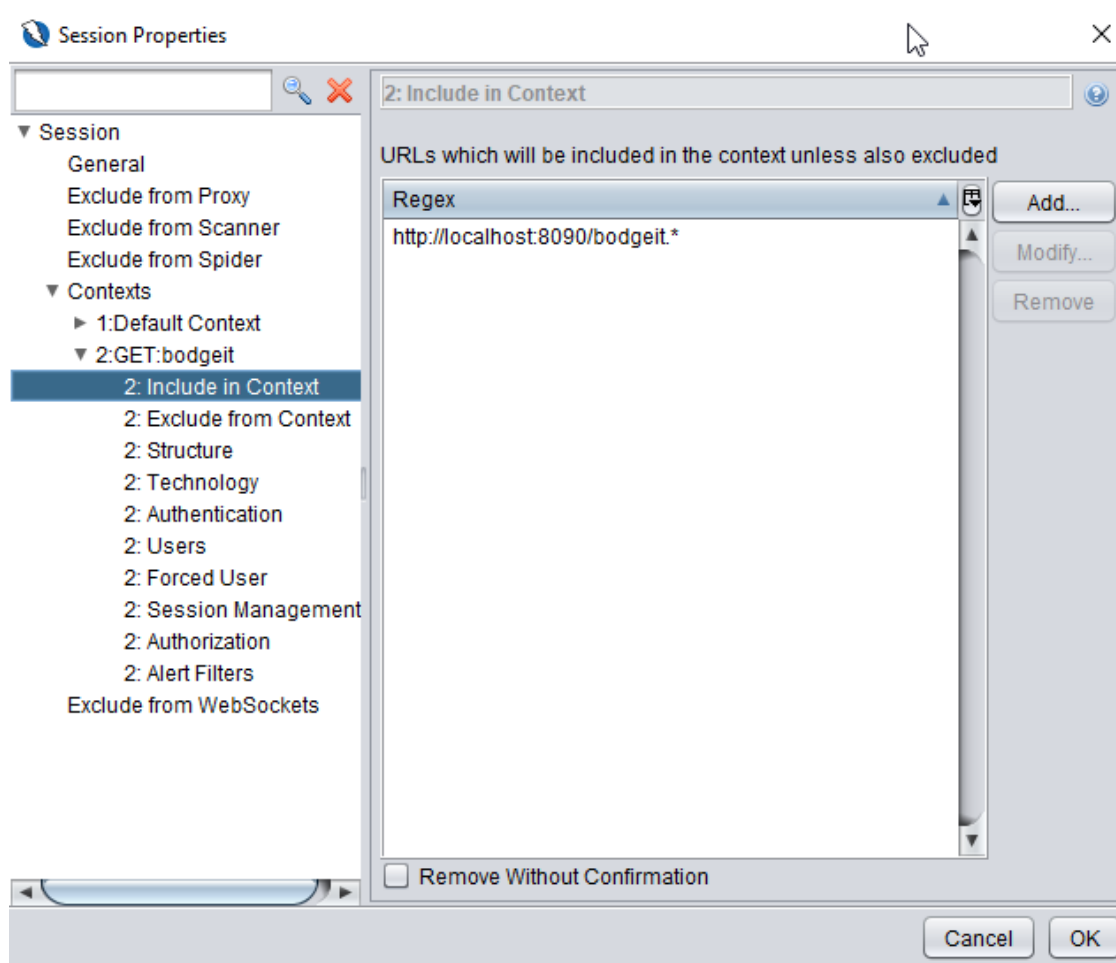 Session Properties
2: Include in Context
Session
General
Exclude from Proxy
Exclude from Scanner
Exclude from Spider
Contexts
1:Default Context
2:GET:bodgeit
2: Include in Context
2: Exclude from Context
2: Structure
2: Technology
2: Authentication
2: Users
2: Forced User
2: Session Management
2: Authorization
2: Alert Filters
Exclude from WebSockets
URLs which will be included in the context unless also excluded
Regex
http://localhost:8090/bodgeit.*
Add...
Modify...
Remove
Remove Without Confirmation
Cancel
OK